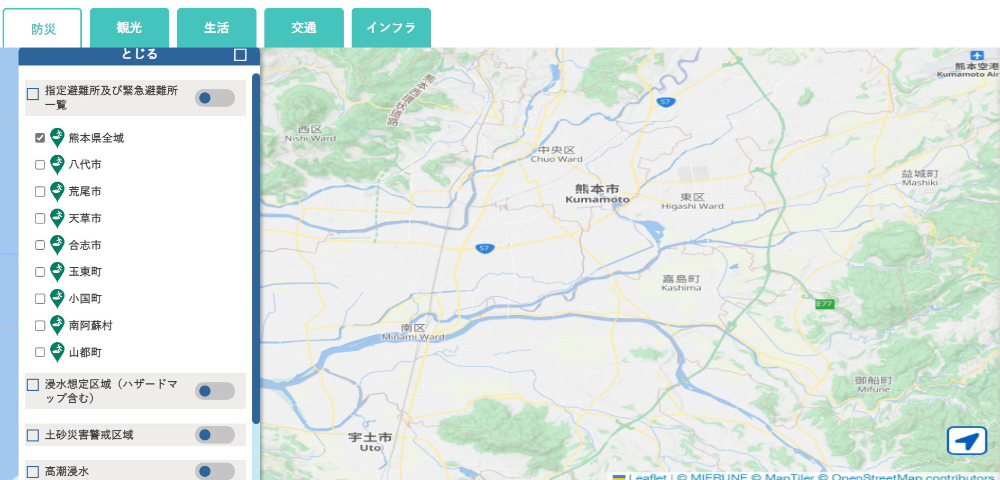 防災
観光
生活
交通
インフラ
とじる
指定避難所及び緊急避難所
一覧
熊本県全域
八代市
荒尾市
天草市
合志市
玉東町
小国町
南阿蘇村
山都町
浸水想定区域（ハザードマ
ップ含む）
土砂災害警戒区域
高潮浸水
熊本西環状道路
熊本空港
Kumamoto Air
57
西区
Nishi Ward
中央区
Chuo Ward
益城町
Mashiki
熊本市
Kumamoto
東区
Higashi Ward
57
嘉島町
Kashima
E77
南区
Minami Ward
御船町
Mifune
宇土市
Uto
Leaflet | © MIERUNE © MapTiler © OpenStreetMap contributors